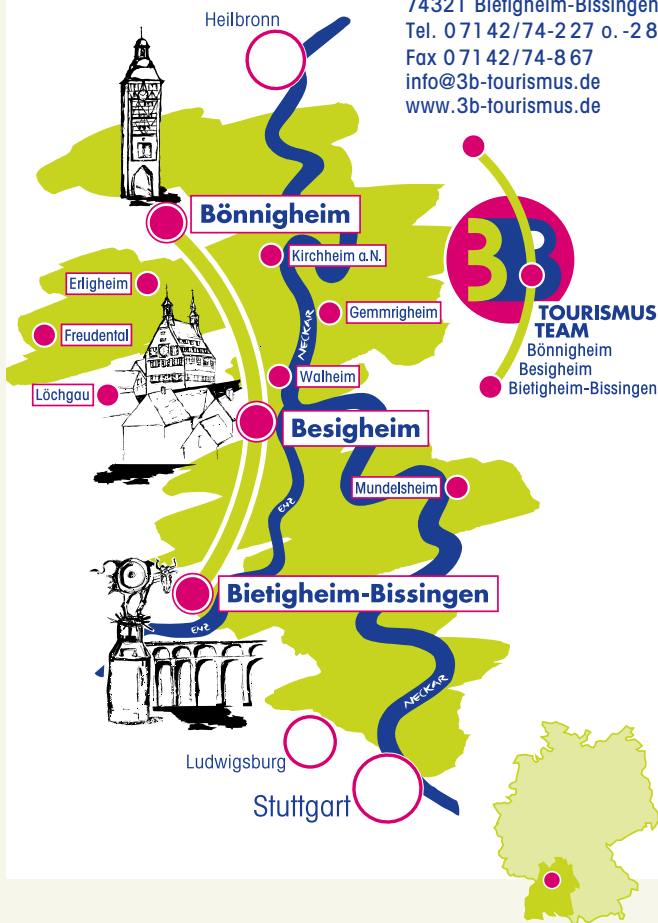 74321 Bietigheim-Bissingen
Tel. 07142/74-227 o. -28
Fax 07142/74-867
info@3b-tourismus.de
www.3b-tourismus.de
Heilbronn
Bönnigheim
Kirchheim a.N.
Erligheim
Gemmrigheim
NECKAR
Freudental
Walheim
Löchgau
Besigheim
Mundelsheim
ENZ
Bietigheim-Bissingen
ENZ
NECKAR
Ludwigsburg
Stuttgart
3B
TOURISMUS
TEAM
Bönnigheim
Besigheim
Bietigheim-Bissingen